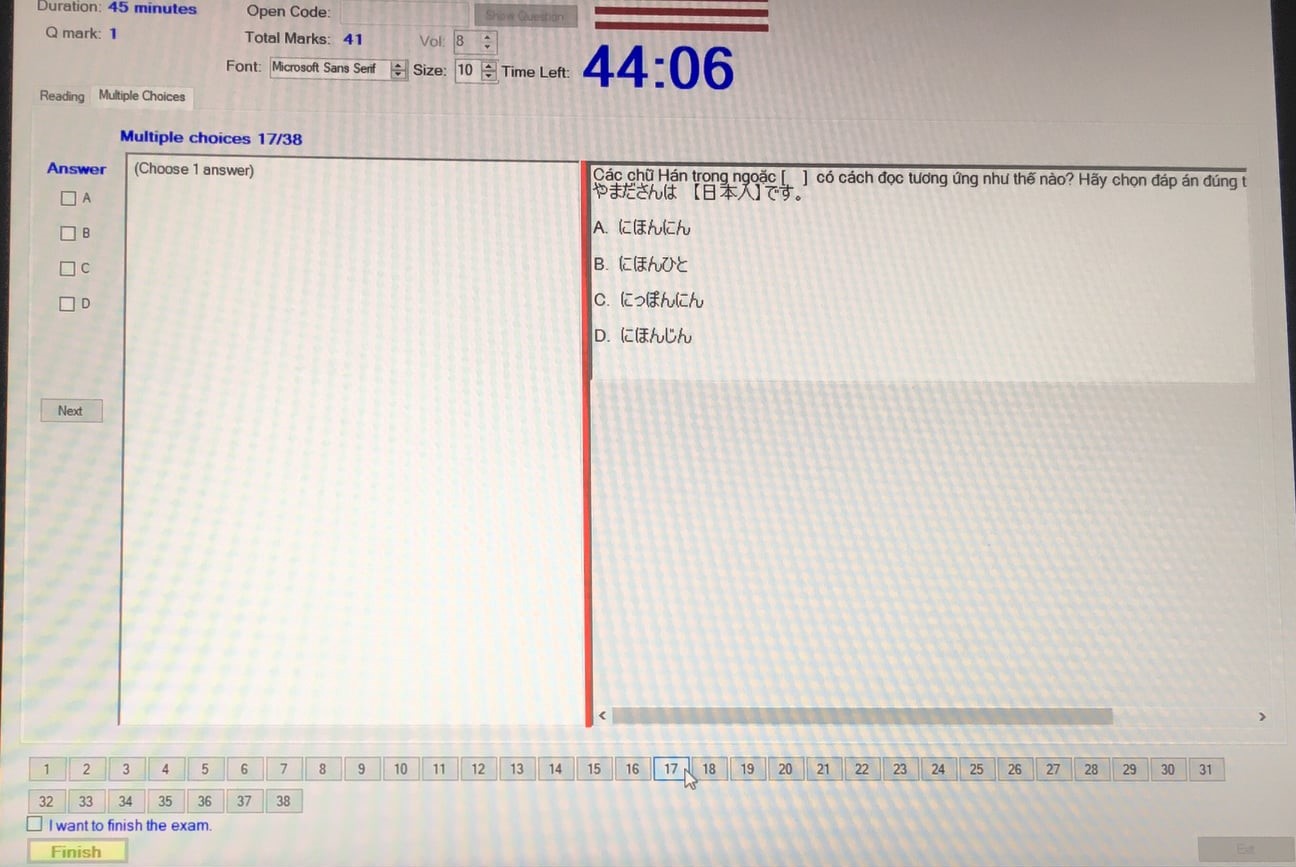 Duration: 45 minutes
Open Code:
Show Question
Q mark: 1
Total Marks: 41
Vol: 8
Font: Microsoft Sans Serif
Size: 10
Time Left: 44:06
Reading
Multiple Choices
Multiple choices 17/38
Answer
(Choose 1 answer)
A
B
C
D
Next
Các chữ Hán trong ngoặc [ ] có cách đọc tương ứng như thế nào? Hãy chọn đáp án đúng t
やまださんは 【日本人】です。
A. にほんにん
B. にほんひと
C. にっぽんにん
D. にほんじん
1 2 3 4 5 6 7 8 9 10 11 12 13 14 15 16 17 18 19 20 21 22 23 24 25 26 27 28 29 30 31
32 33 34 35 36 37 38
I want to finish the exam.
Finish
Exit